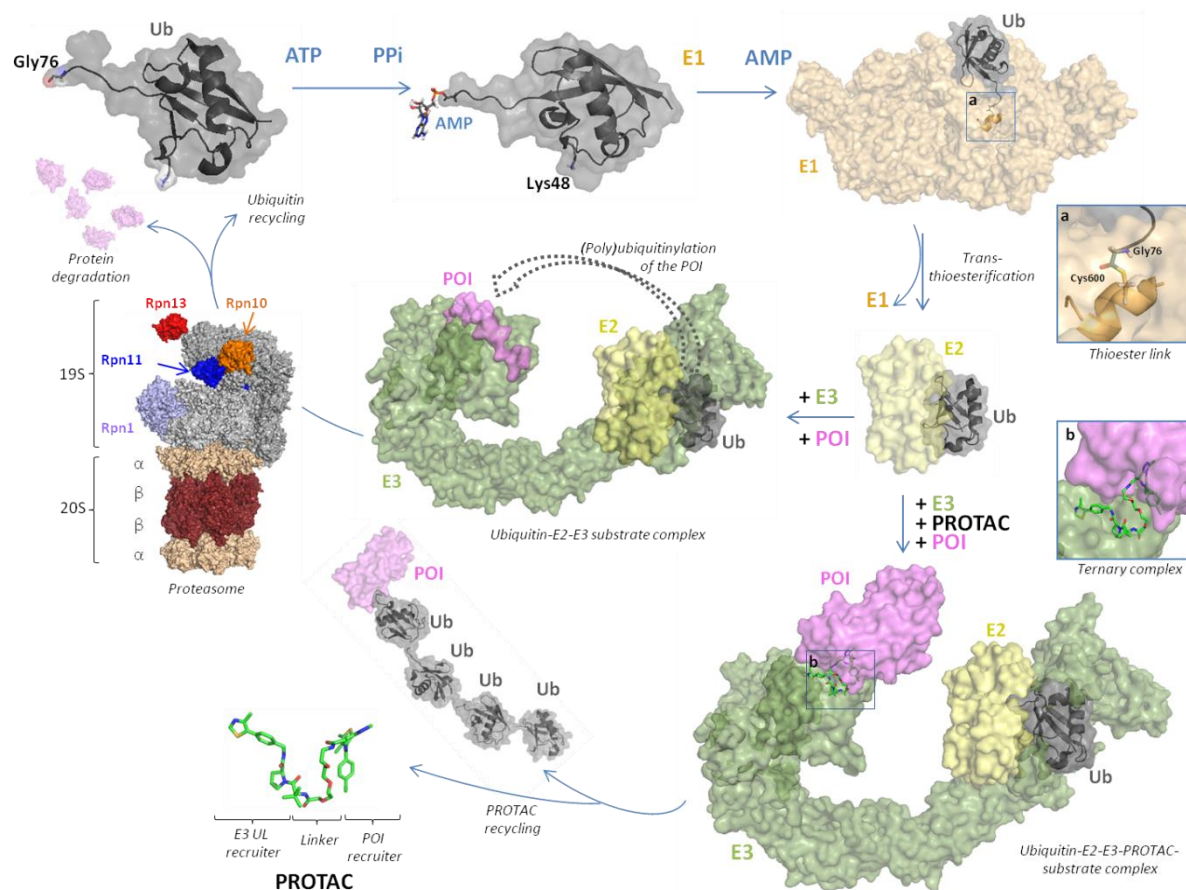 Ub
Gly76
ATP
PPi
AMP
Lys48
E1
AMP
Ub
a
E1
Ubiquitin
recycling
Protein
degradation
a
Gly76
Cys600
Thioester link
Trans-
thioesterification
E1
(Poly)ubiquitinylation
of the POI
POI
E2
Ub
E3
Ubiquitin-E2-E3 substrate complex
E2
Ub
+ E3
+ POI
Rpn13
Rpn10
Rpn11
Rpn1
19S
20S
α
β
β
α
Proteasome
+ E3
+ PROTAC
+ POI
b
Ternary complex
POI
b
E2
Ub
E3
Ubiquitin-E2-E3-PROTAC-
substrate complex
POI
Ub
Ub
Ub
Ub
PROTAC
recycling
E3 UL
recruiter
Linker
POI
recruiter
PROTAC